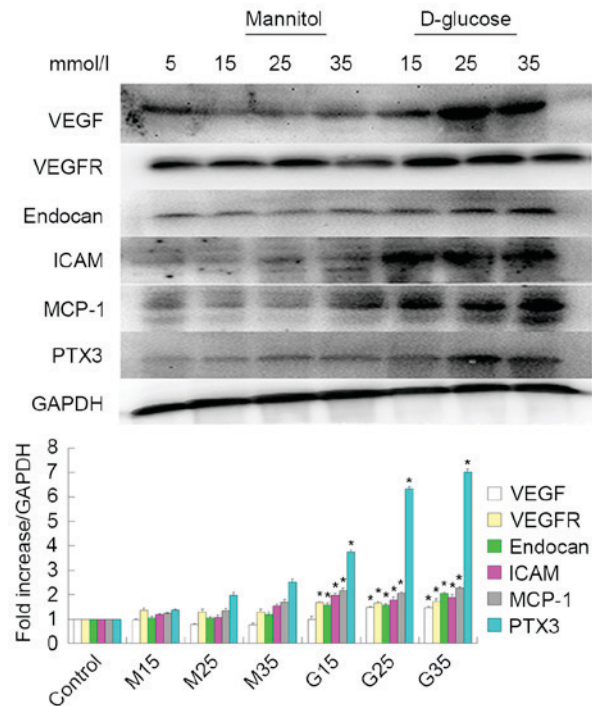 Mannitol D-glucose
mmol/l 5 15 25 35 15 25 35
VEGF
VEGFR
Endocan
ICAM
MCP-1
PTX3
GAPDH
Fold increase/GAPDH
8
7
6
5
4
3
2
1
0
* * * * *
* * * * * *
* * * * * *
VEGF
VEGFR
Endocan
ICAM
MCP-1
PTX3
Control M15 M25 M35 G15 G25 G35